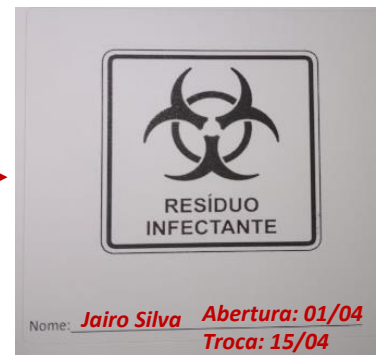 RESÍDUO
INFECTANTE
Nome: Jairo Silva Abertura: 01/04
Troca: 15/04